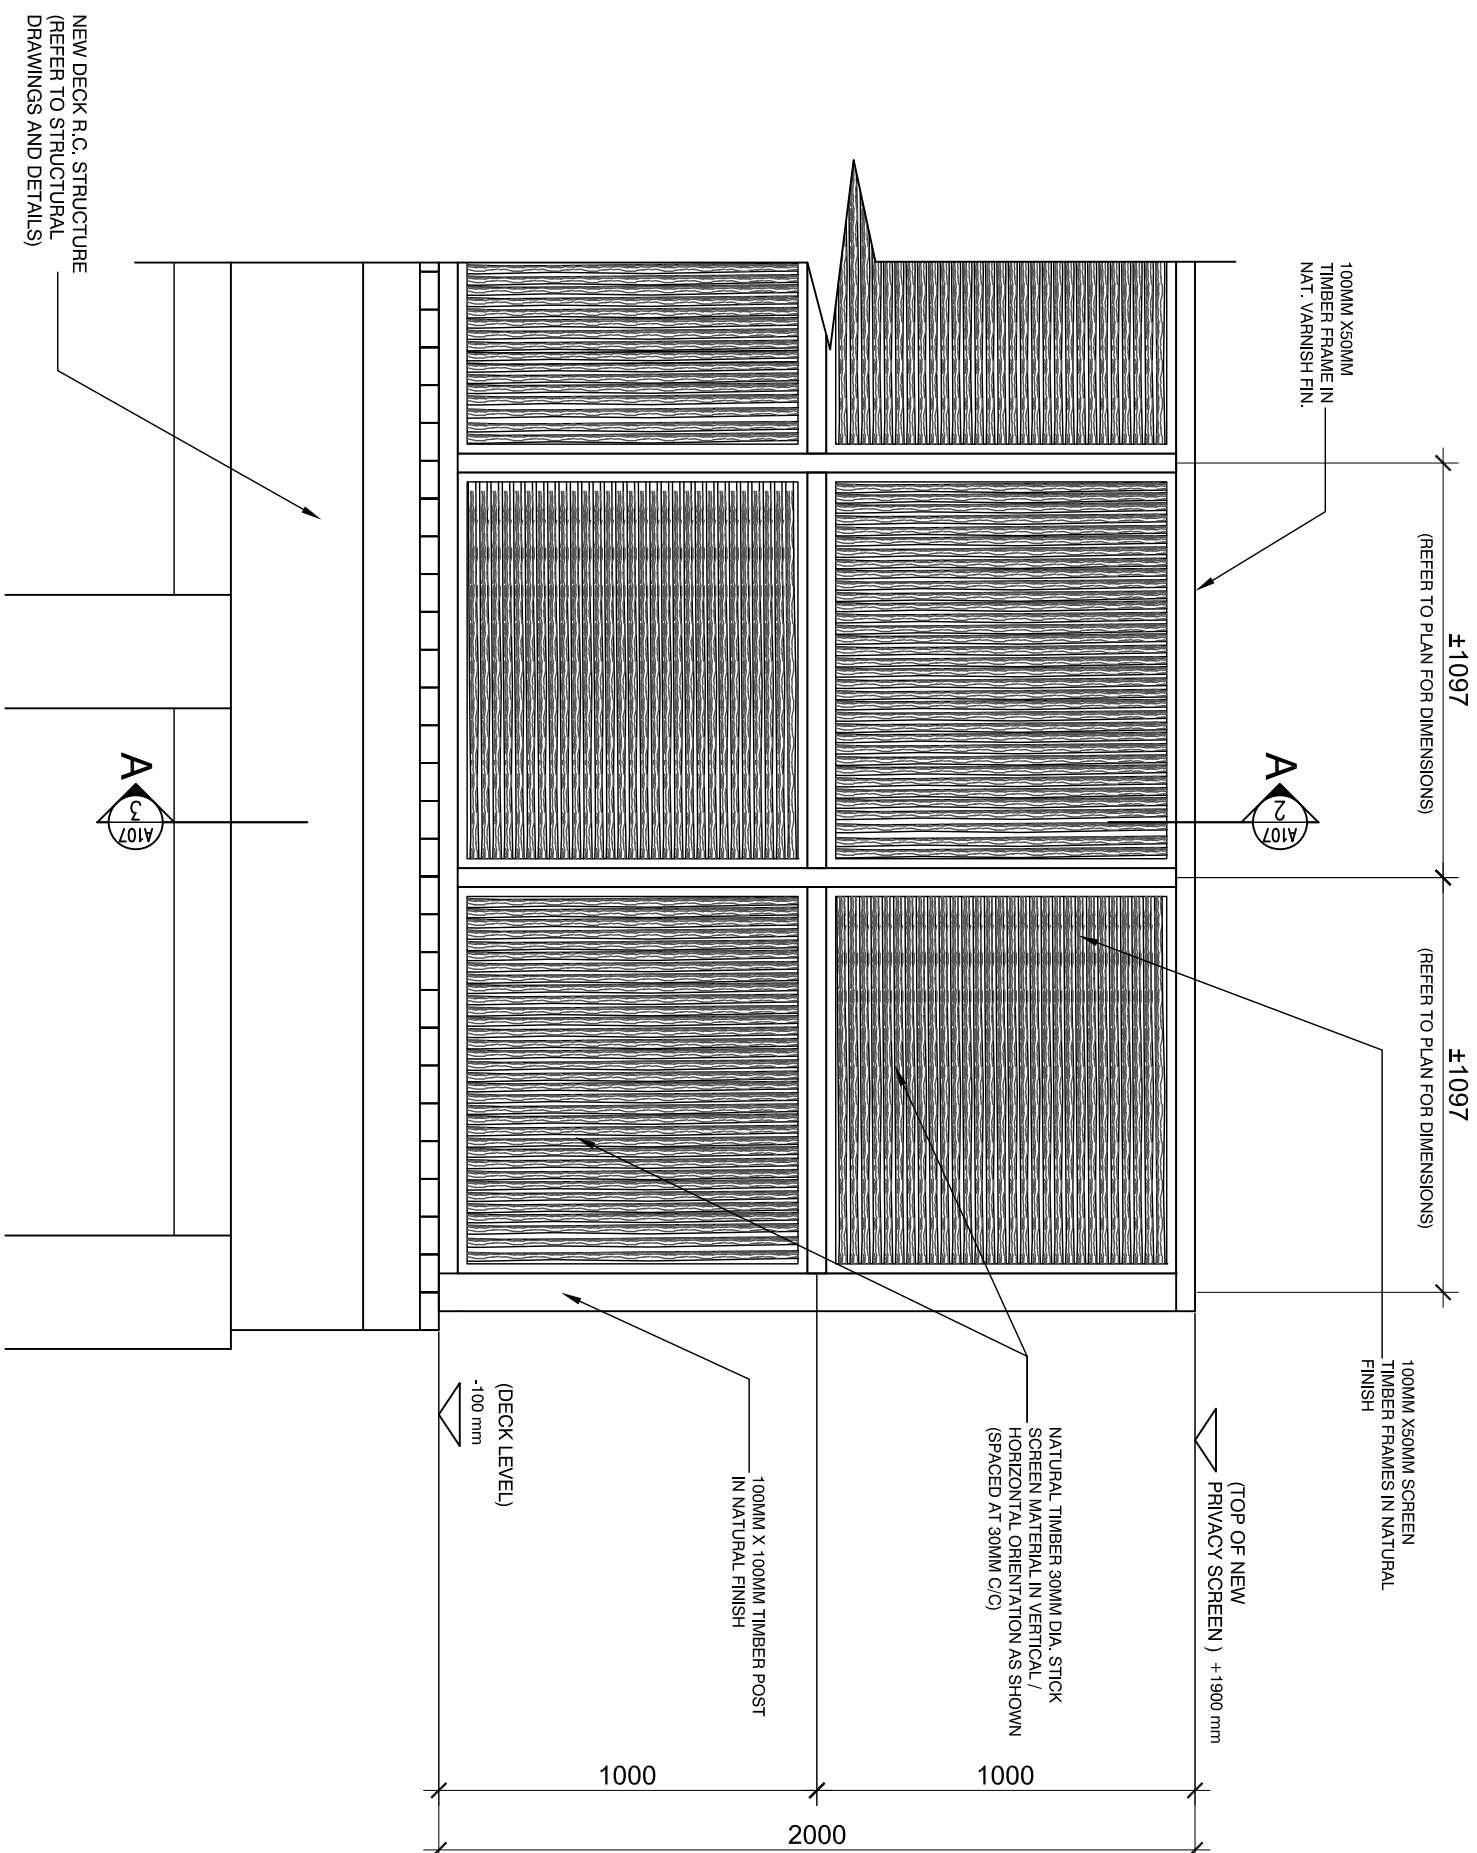 ±1097
(REFER TO PLAN FOR DIMENSIONS)
±1097
(REFER TO PLAN FOR DIMENSIONS)
100MM X50MM
TIMBER FRAME IN
NAT. VARNISH FIN.
100MM X50MM SCREEN
TIMBER FRAMES IN NATURAL
FINISH
A
2
A107
(TOP OF NEW
PRIVACY SCREEN ) +1900 mm
NATURAL TIMBER 30MM DIA. STICK
SCREEN MATERIAL IN VERTICAL /
HORIZONTAL ORIENTATION AS SHOWN
(SPACED AT 30MM C/C)
100MM X 100MM TIMBER POST
IN NATURAL FINISH
(DECK LEVEL)
-100 mm
1000
1000
2000
A
3
A107
NEW DECK R.C. STRUCTURE
(REFER TO STRUCTURAL
DRAWINGS AND DETAILS)